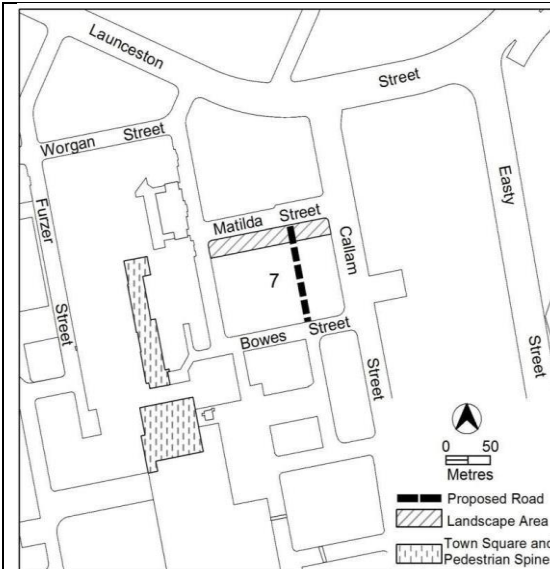 Launceston
Street
Worgan Street
Furzer
Street
Matilda Street
Callam
Street
Easty
Street
7
Bowes Street
0 50
Metres
Proposed Road
Landscape Area
Town Square and
Pedestrian Spine